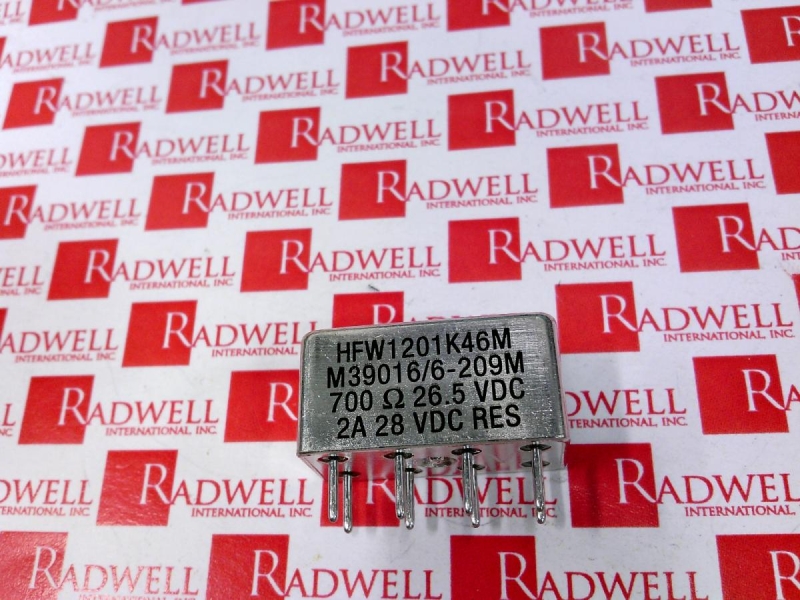 RADWELL
INTERNATIONAL, INC.
HFW1201K46M
M39016/6-209M
700 Ω 26.5 VDC
2A 28 VDC RES